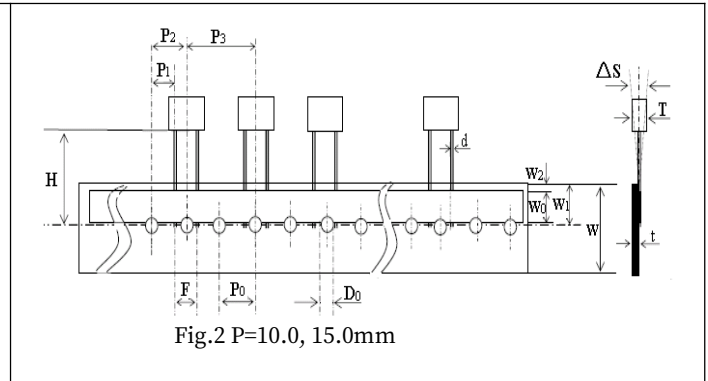 P₂ P₃
P₁
ΔS
T
H
d
W₂
W₀ W₁
W
t
F P₀ D₀
Fig.2 P=10.0, 15.0mm